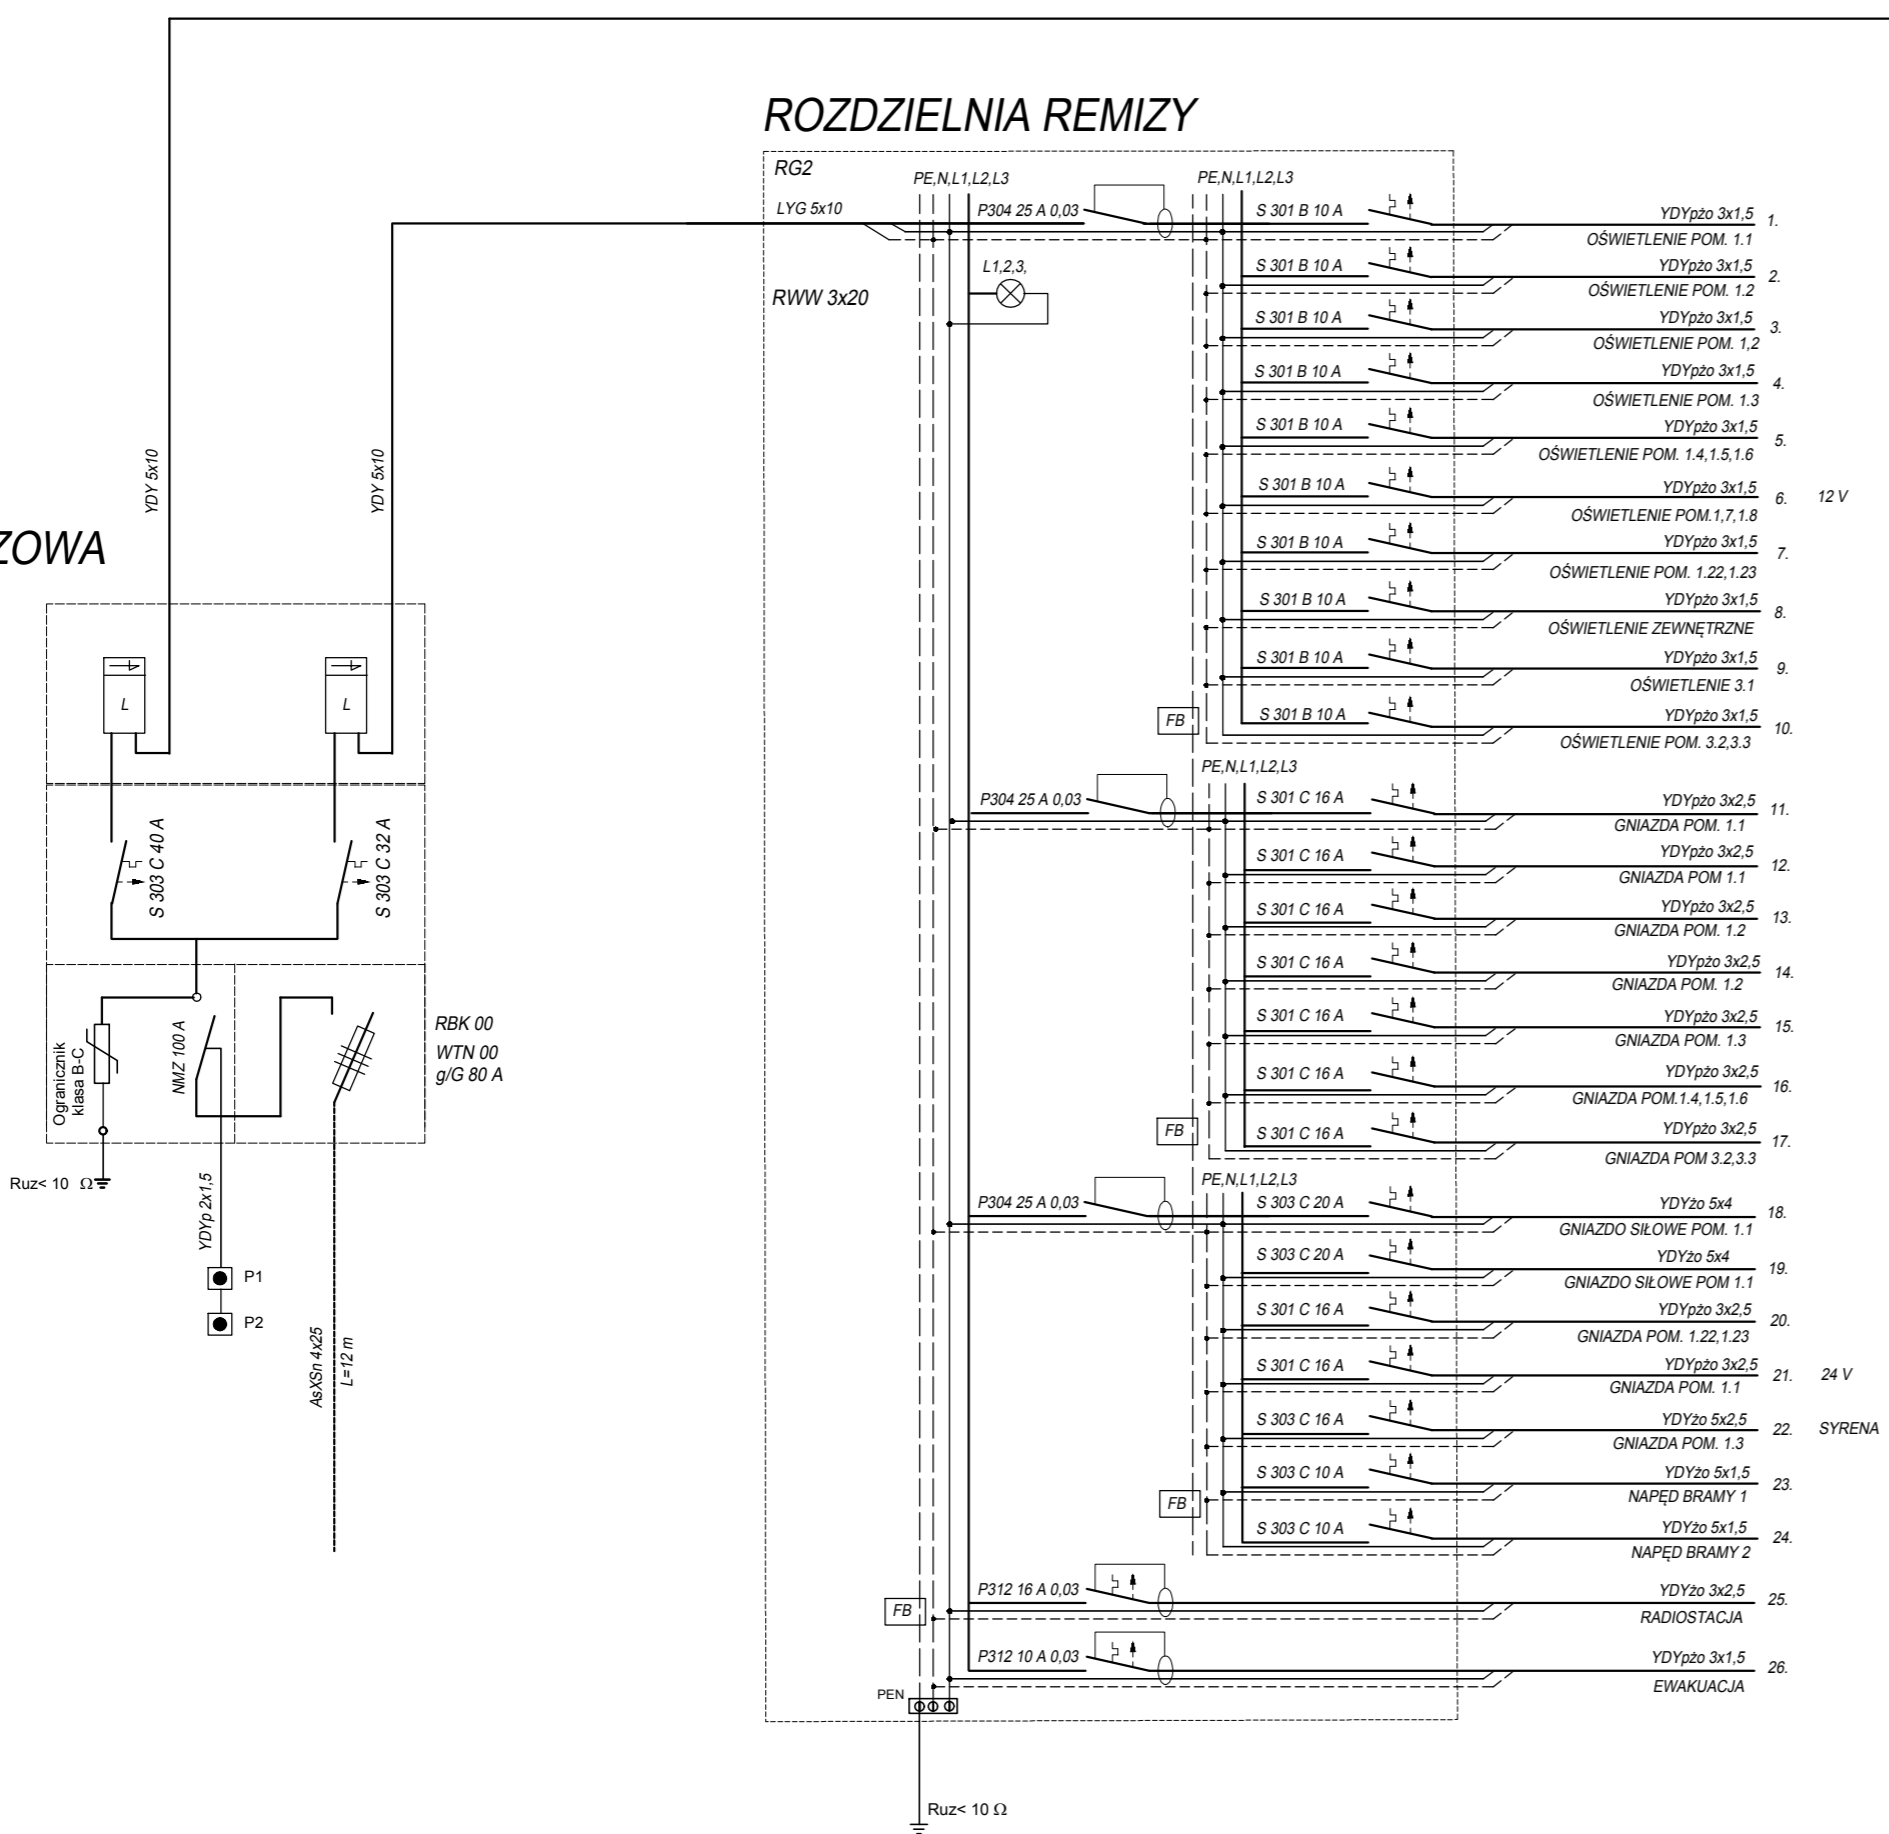 ROZDZIELNIA REMIZY
RG2
PE,N,L1,L2,L3
PE,N,L1,L2,L3
LYG 5x10
P304 25 A 0,03
S 301 B 10 A
YDYpżo 3x1,5
1.
OŚWIETLENIE POM. 1.1
L1,2,3,
RWW 3x20
S 301 B 10 A
YDYpżo 3x1,5
2.
OŚWIETLENIE POM. 1.2
S 301 B 10 A
YDYpżo 3x1,5
3.
OŚWIETLENIE POM. 1,2
S 301 B 10 A
YDYpżo 3x1,5
4.
OŚWIETLENIE POM. 1.3
S 301 B 10 A
YDYpżo 3x1,5
5.
OŚWIETLENIE POM. 1.4,1.5,1.6
S 301 B 10 A
YDYpżo 3x1,5
6.
12 V
OŚWIETLENIE POM.1,7,1.8
S 301 B 10 A
YDYpżo 3x1,5
7.
OŚWIETLENIE POM. 1.22,1.23
S 301 B 10 A
YDYpżo 3x1,5
8.
OŚWIETLENIE ZEWNĘTRZNE
S 301 B 10 A
YDYpżo 3x1,5
9.
OŚWIETLENIE 3.1
FB
S 301 B 10 A
YDYpżo 3x1,5
10.
OŚWIETLENIE POM. 3.2,3.3
PE,N,L1,L2,L3
P304 25 A 0,03
S 301 C 16 A
YDYpżo 3x2,5
11.
GNIAZDA POM. 1.1
S 301 C 16 A
YDYpżo 3x2,5
12.
GNIAZDA POM 1.1
S 301 C 16 A
YDYpżo 3x2,5
13.
GNIAZDA POM. 1.2
S 301 C 16 A
YDYpżo 3x2,5
14.
GNIAZDA POM. 1.2
S 301 C 16 A
YDYpżo 3x2,5
15.
GNIAZDA POM. 1.3
S 301 C 16 A
YDYpżo 3x2,5
16.
GNIAZDA POM.1.4,1.5,1.6
FB
S 301 C 16 A
YDYpżo 3x2,5
17.
GNIAZDA POM 3.2,3.3
PE,N,L1,L2,L3
P304 25 A 0,03
S 303 C 20 A
YDYżo 5x4
18.
GNIAZDO SIŁOWE POM. 1.1
S 303 C 20 A
YDYżo 5x4
19.
GNIAZDO SIŁOWE POM 1.1
S 301 C 16 A
YDYpżo 3x2,5
20.
GNIAZDA POM. 1.22,1.23
S 301 C 16 A
YDYpżo 3x2,5
21.
24 V
GNIAZDA POM. 1.1
S 303 C 16 A
YDYżo 5x2,5
22.
SYRENA
GNIAZDA POM. 1.3
S 303 C 10 A
YDYżo 5x1,5
23.
FB
NAPĘD BRAMY 1
S 303 C 10 A
YDYżo 5x1,5
24.
NAPĘD BRAMY 2
P312 16 A 0,03
YDYżo 3x2,5
25.
FB
RADIOSTACJA
P312 10 A 0,03
YDYpżo 3x1,5
26.
EWAKUACJA
PEN
Ruz< 10 Ω
YDY 5x10
YDY 5x10
ZOWA
L
L
S 303 C 40 A
S 303 C 32 A
Ogranicznik
klasa B-C
NMZ 100 A
RBK 00
WTN 00
g/G 80 A
Ruz< 10 Ω
YDYp 2x1,5
P1
P2
AsXSn 4x25
L=12 m